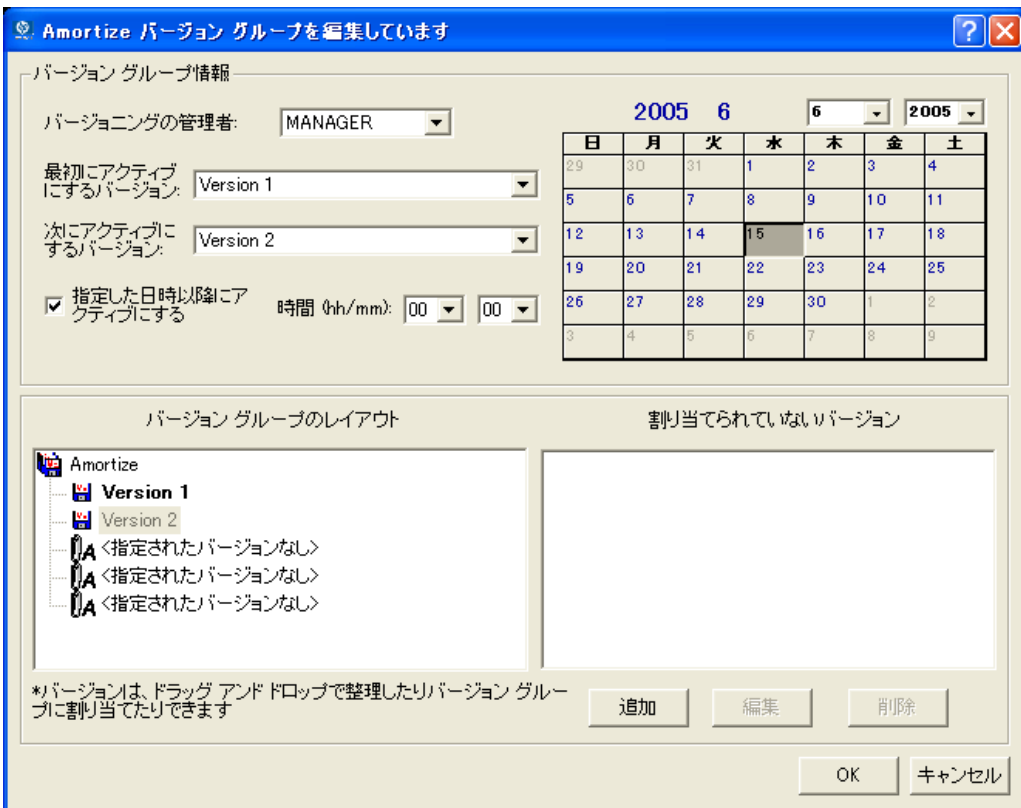 Amortize バージョン グループを編集しています
バージョン グループ情報
バージョニングの管理者:
MANAGER
最初にアクティブ
にするバージョン:
Version 1
次にアクティブに
するバージョン:
Version 2
指定した日時以降にア
クティブにする
時間 (hh/mm):
00
00
2005 6
6
2005
日 月 火 水 木 金 土
29 30 31 1 2 3 4
5 6 7 8 9 10 11
12 13 14 15 16 17 18
19 20 21 22 23 24 25
26 27 28 29 30 1 2
3 4 5 6 7 8 9
バージョン グループのレイアウト
Amortize
Version 1
Version 2
<指定されたバージョンなし>
<指定されたバージョンなし>
<指定されたバージョンなし>
割り当てられていないバージョン
*バージョンは、ドラッグ アンド ドロップで整理したりバージョン グルー
プに割り当てたりできます
追加
編集
削除
OK
キャンセル